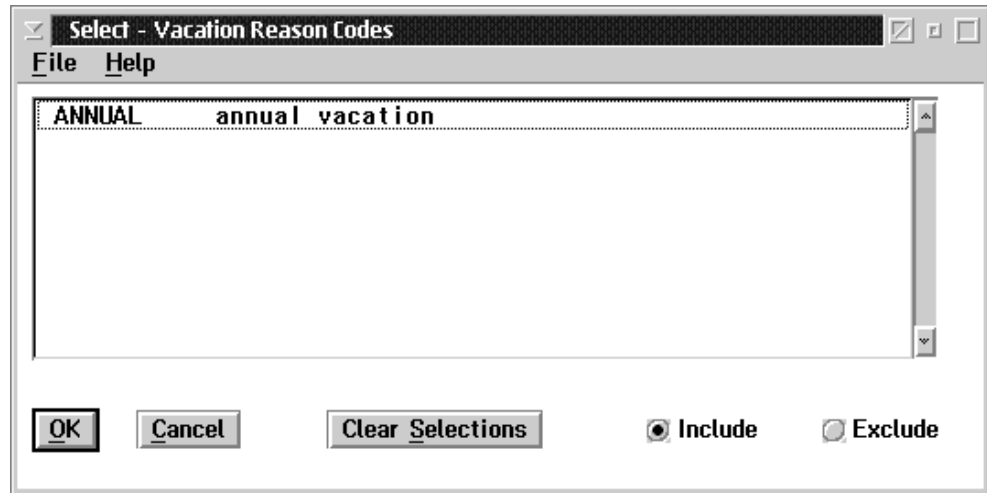 Select - Vacation Reason Codes
File Help
ANNUAL annual vacation
OK Cancel Clear Selections Include Exclude